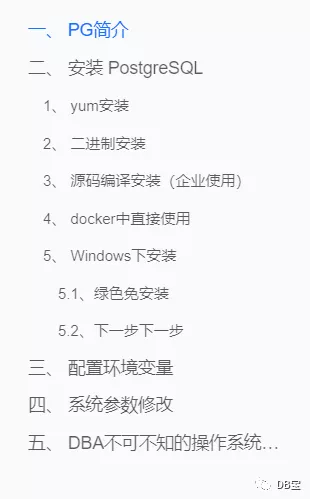 一、 PG简介
二、 安装 PostgreSQL
1、 yum安装
2、 二进制安装
3、 源码编译安装（企业使用）
4、 docker中直接使用
5、 Windows下安装
5.1、绿色免安装
5.2、下一步下一步
三、 配置环境变量
四、 系统参数修改
五、 DBA不可不知的操作系统…
DB宝